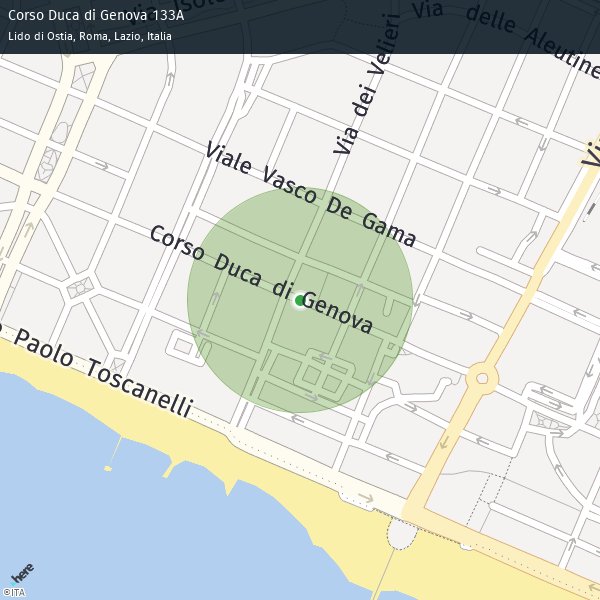 Corso Duca di Genova 133A
Lido di Ostia, Roma, Lazio, Italia
Via delle Aleutine
Via dei Velieri
Viale Vasco De Gama
Corso Duca di Genova
Paolo Toscanelli
here
©ITA